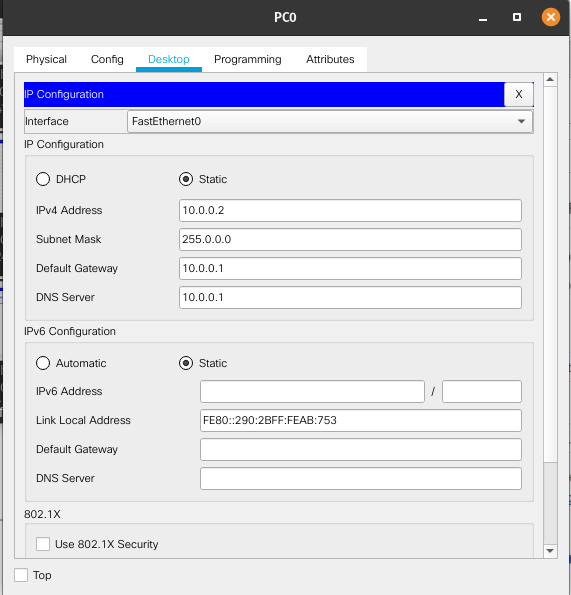 PC0
Physical Config Desktop Programming Attributes
IP Configuration X
Interface FastEthernet0
IP Configuration
DHCP Static
IPv4 Address 10.0.0.2
Subnet Mask 255.0.0.0
Default Gateway 10.0.0.1
DNS Server 10.0.0.1
IPv6 Configuration
Automatic Static
IPv6 Address /
Link Local Address FE80::290:2BFF:FEAB:753
Default Gateway
DNS Server
802.1X
Use 802.1X Security
Top